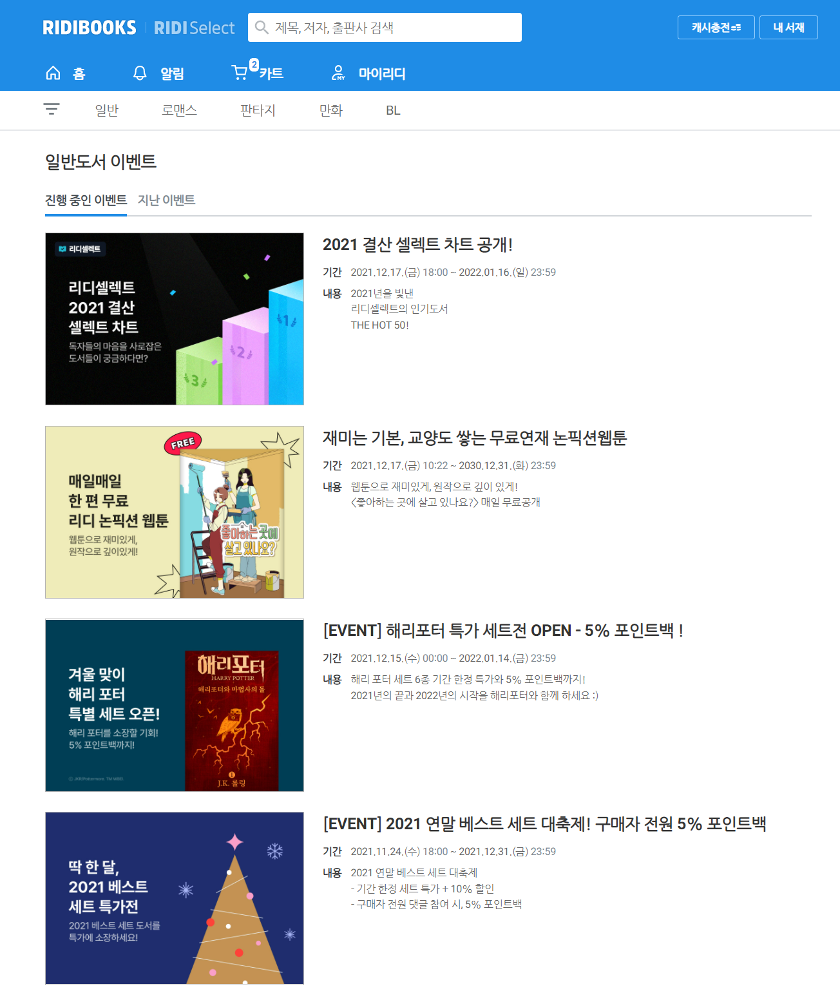 RIDIBOOKS RIDI Select 제목, 저자, 출판사 검색 캐시충전 내 서재
홈 알림 2 카트 MY 마이리디
일반 로맨스 판타지 만화 BL
일반도서 이벤트
진행 중인 이벤트 지난 이벤트
리디셀렉트
리디셀렉트
2021 결산
셀렉트 차트
독자들의 마음을 사로잡은
도서들이 궁금하다면?
1
2
3
2021 결산 셀렉트 차트 공개!
기간 2021.12.17.(금) 18:00 ~ 2022.01.16.(일) 23:59
내용 2021년을 빛낸
리디셀렉트의 인기도서
THE HOT 50!
FREE
매일매일
한 편 무료
리디 논픽션 웹툰
웹툰으로 재미있게,
원작으로 깊이있게!
좋아하는 곳에
살고 있나요?
재미는 기본, 교양도 쌓는 무료연재 논픽션웹툰
기간 2021.12.17.(금) 10:22 ~ 2030.12.31.(화) 23:59
내용 웹툰으로 재미있게, 원작으로 깊이 있게!
<좋아하는 곳에 살고 있나요?> 매일 무료공개
겨울 맞이
해리 포터
특별 세트 오픈!
해리 포터를 소장할 기회!
5% 포인트백까지!
ⓒ JKR/Pottermore. TM WBEI.
해리포터
HARRY POTTER
해리포터와 마법사의 돌
1
J.K. 롤링
[EVENT] 해리포터 특가 세트전 OPEN - 5% 포인트백 !
기간 2021.12.15.(수) 00:00 ~ 2022.01.14.(금) 23:59
내용 해리 포터 세트 6종 기간 한정 특가와 5% 포인트백까지!
2021년의 끝과 2022년의 시작을 해리포터와 함께 하세요 :)
딱 한 달,
2021 베스트
세트 특가전
2021 베스트 세트 도서를
특가에 소장하세요!
[EVENT] 2021 연말 베스트 세트 대축제! 구매자 전원 5% 포인트백
기간 2021.11.24.(수) 18:00 ~ 2021.12.31.(금) 23:59
내용 2021 연말 베스트 세트 대축제
- 기간 한정 세트 특가 + 10% 할인
- 구매자 전원 댓글 참여 시, 5% 포인트백